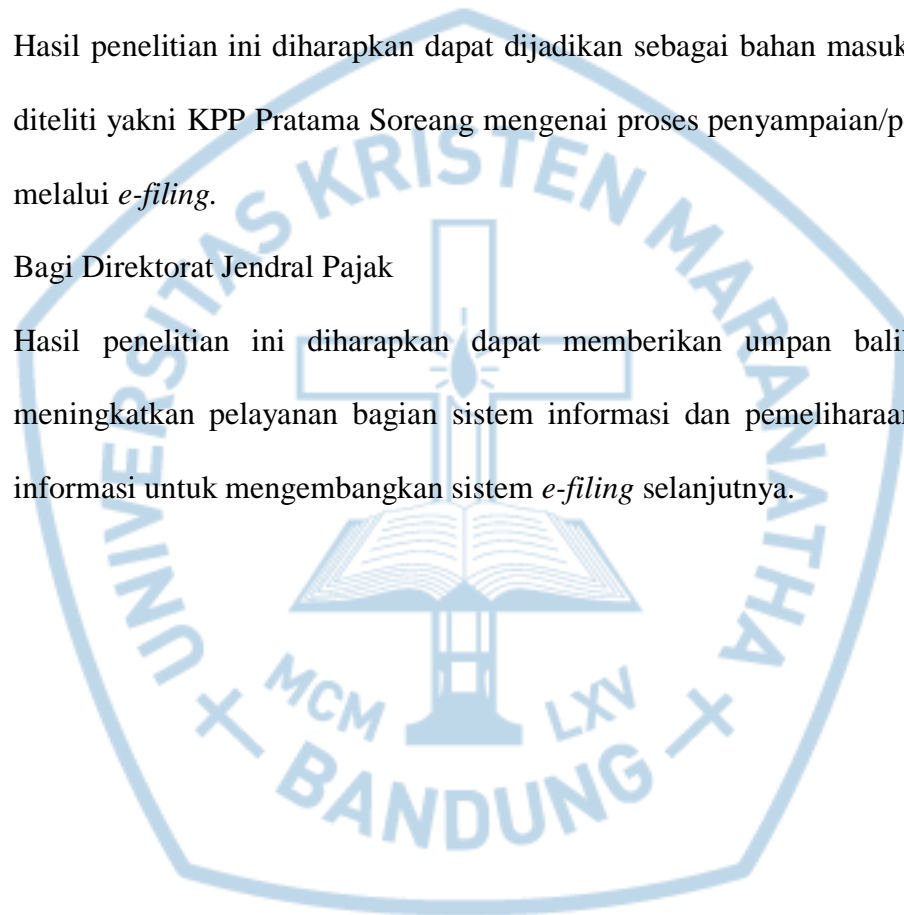 Hasil penelitian ini diharapkan dapat dijadikan sebagai bahan masuk
diteliti yakni KPP Pratama Soreang mengenai proses penyampaian/p
melalui e-filing.
Bagi Direktorat Jendral Pajak
Hasil penelitian ini diharapkan dapat memberikan umpan balik
meningkatkan pelayanan bagian sistem informasi dan pemeliharaan
informasi untuk mengembangkan sistem e-filing selanjutnya.
UNIVERSITAS KRISTEN MARANATHA
MCM LXV
BANDUNG